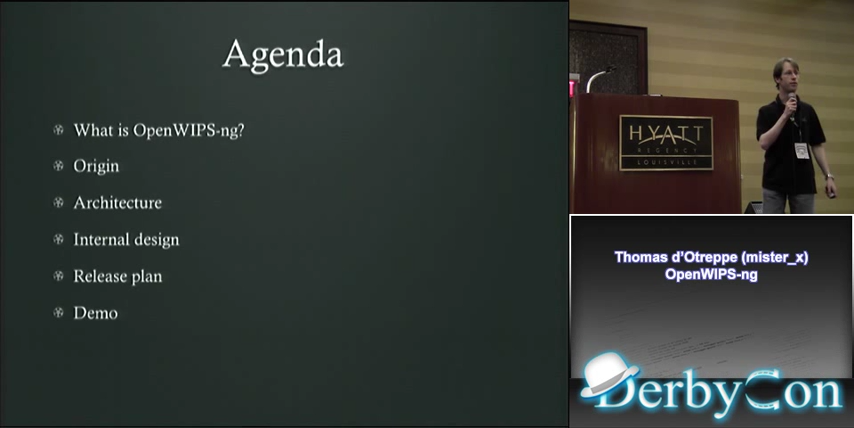 Agenda
What is OpenWIPS-ng?
Origin
Architecture
Internal design
Release plan
Demo
HYATT
REGENCY
LOUISVILLE
Thomas d'Otreppe (mister_x)
OpenWIPS-ng
DerbyCon